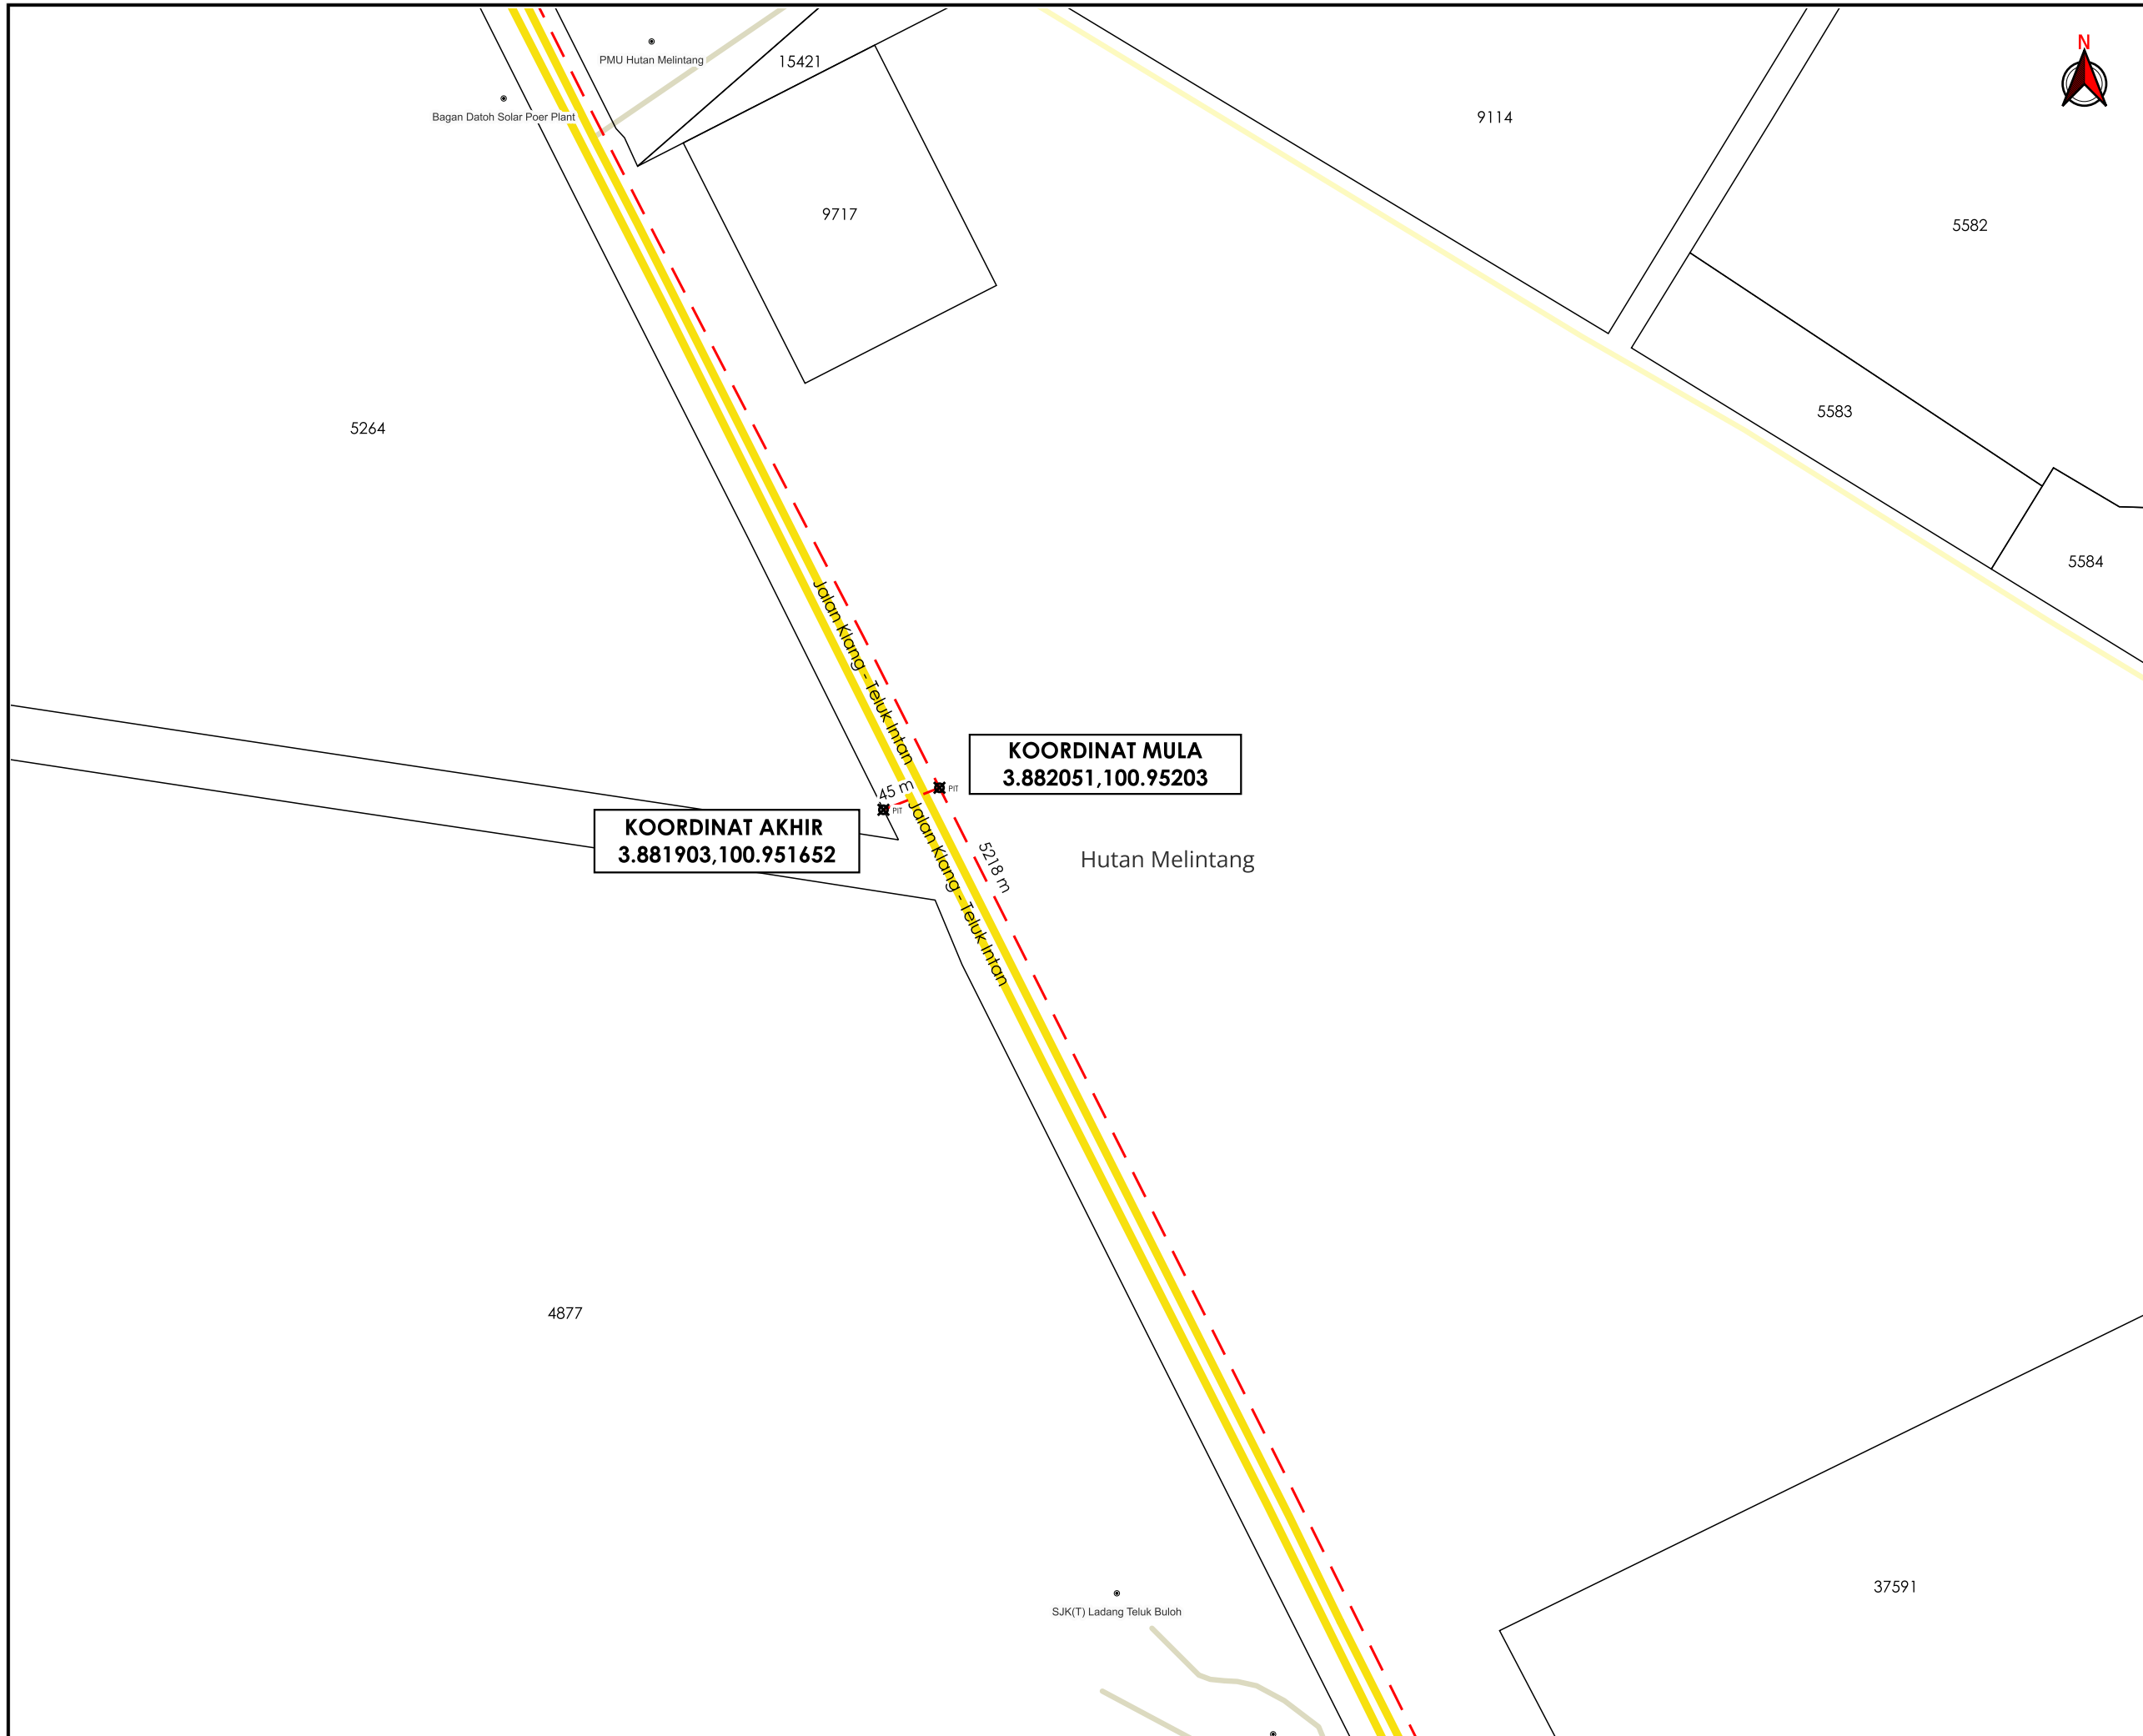 N
PMU Hutan Melintang
15421
Bagan Datoh Solar Poer Plant
9114
9717
5582
5583
5264
5584
Jalan Klang - Teluk Intan
KOORDINAT MULA
3.882051,100.95203
45 m
PIT
PIT
KOORDINAT AKHIR
3.881903,100.951652
Jalan Klang - Teluk Intan
5218 m
Hutan Melintang
4877
37591
SJK(T) Ladang Teluk Buloh